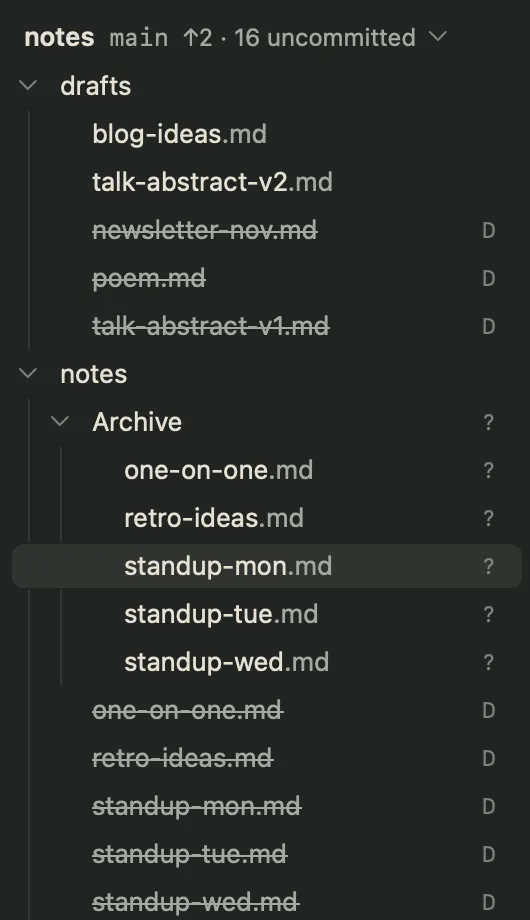 notes main ↑2 · 16 uncommitted
drafts
blog-ideas.md
talk-abstract-v2.md
newsletter-nov.md D
poem.md D
talk-abstract-v1.md D
notes
Archive ?
one-on-one.md ?
retro-ideas.md ?
standup-mon.md ?
standup-tue.md ?
standup-wed.md ?
one-on-one.md D
retro-ideas.md D
standup-mon.md D
standup-tue.md D
standup-wed.md D